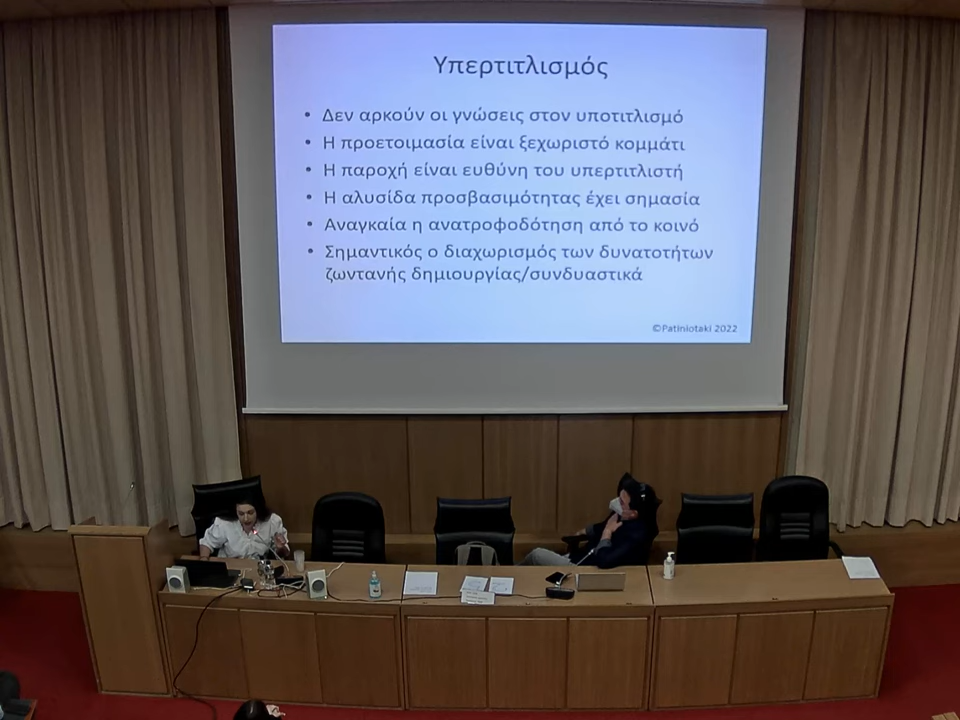 Υπερτιτλισμός
• Δεν αρκούν οι γνώσεις στον υποτιτλισμό
• Η προετοιμασία είναι ξεχωριστό κομμάτι
• Η παροχή είναι ευθύνη του υπερτιτλιστή
• Η αλυσίδα προσβασιμότητας έχει σημασία
• Αναγκαία η ανατροφοδότηση από το κοινό
• Σημαντικός ο διαχωρισμός των δυνατοτήτων
ζωντανής δημιουργίας/συνδυαστικά
©Patiniotaki 2022